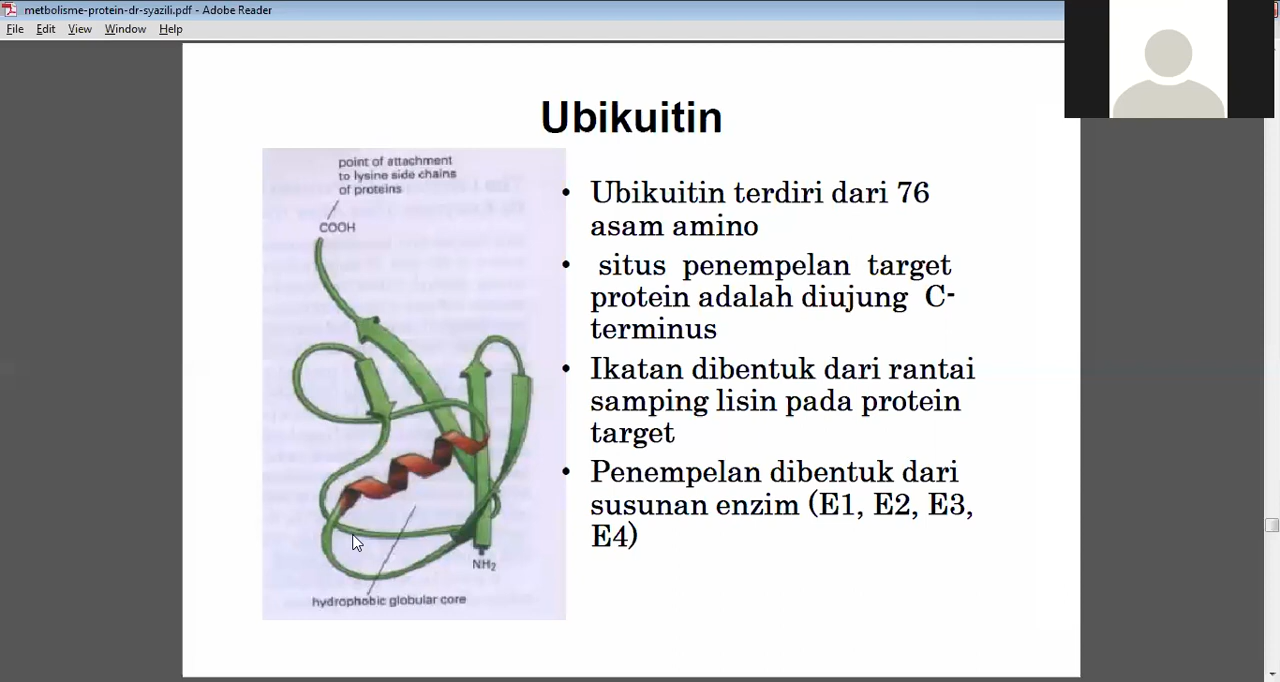 metbolisme-protein-dr-syazili.pdf - Adobe Reader
File Edit View Window Help
Ubikuitin
point of attachment
to lysine side chains
of proteins
COOH
NH2
hydrophobic globular core
• Ubikuitin terdiri dari 76
asam amino
• situs penempelan target
protein adalah diujung C-
terminus
• Ikatan dibentuk dari rantai
samping lisin pada protein
target
• Penempelan dibentuk dari
susunan enzim (E1, E2, E3,
E4)